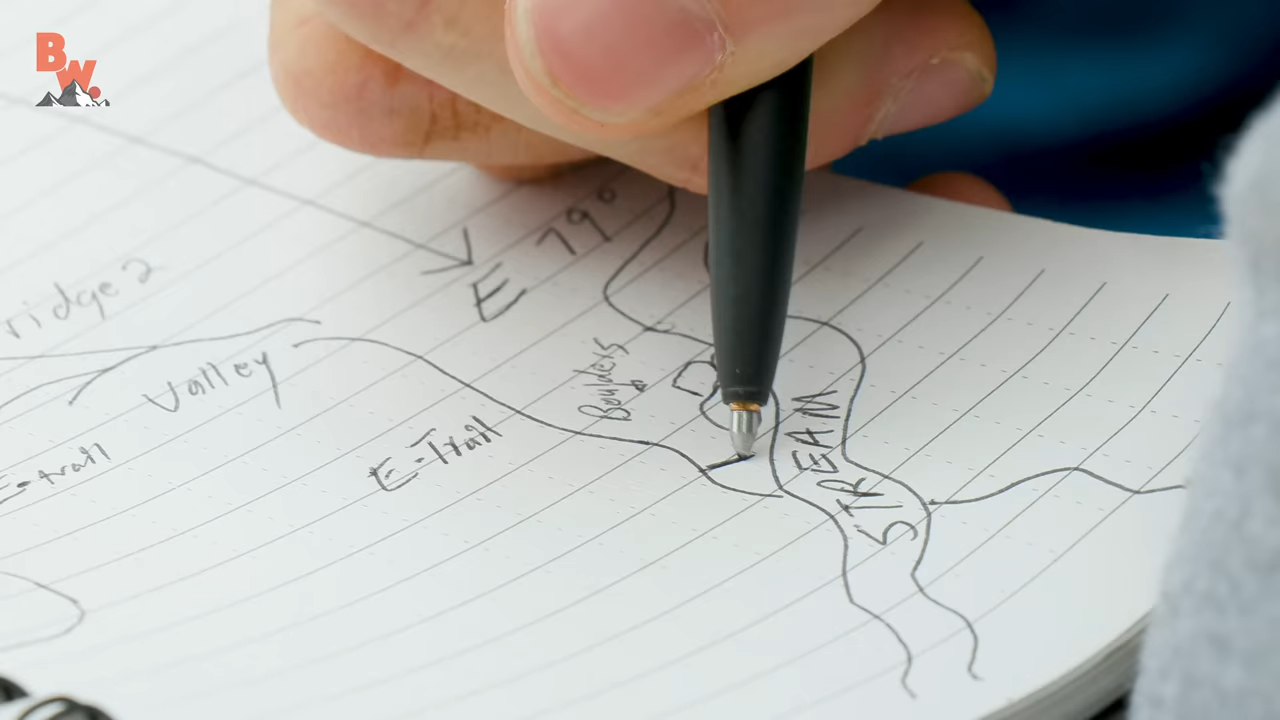 BW.
E 79°
ridge 2
Valley
Boulders
STREAM
E-Trail
E-trail